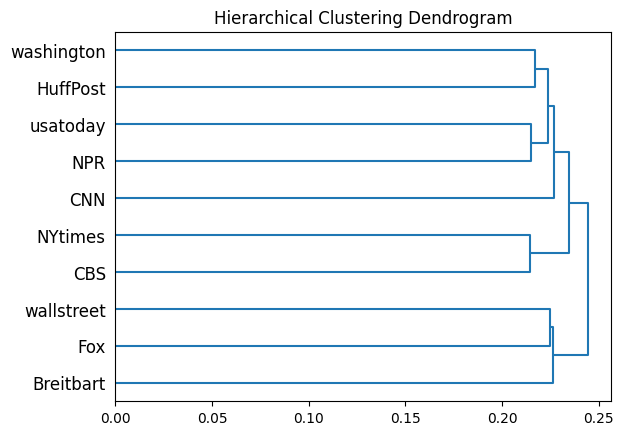 Hierarchical Clustering Dendrogram
washington
HuffPost
usatoday
NPR
CNN
NYtimes
CBS
wallstreet
Fox
Breitbart
0.00 0.05 0.10 0.15 0.20 0.25